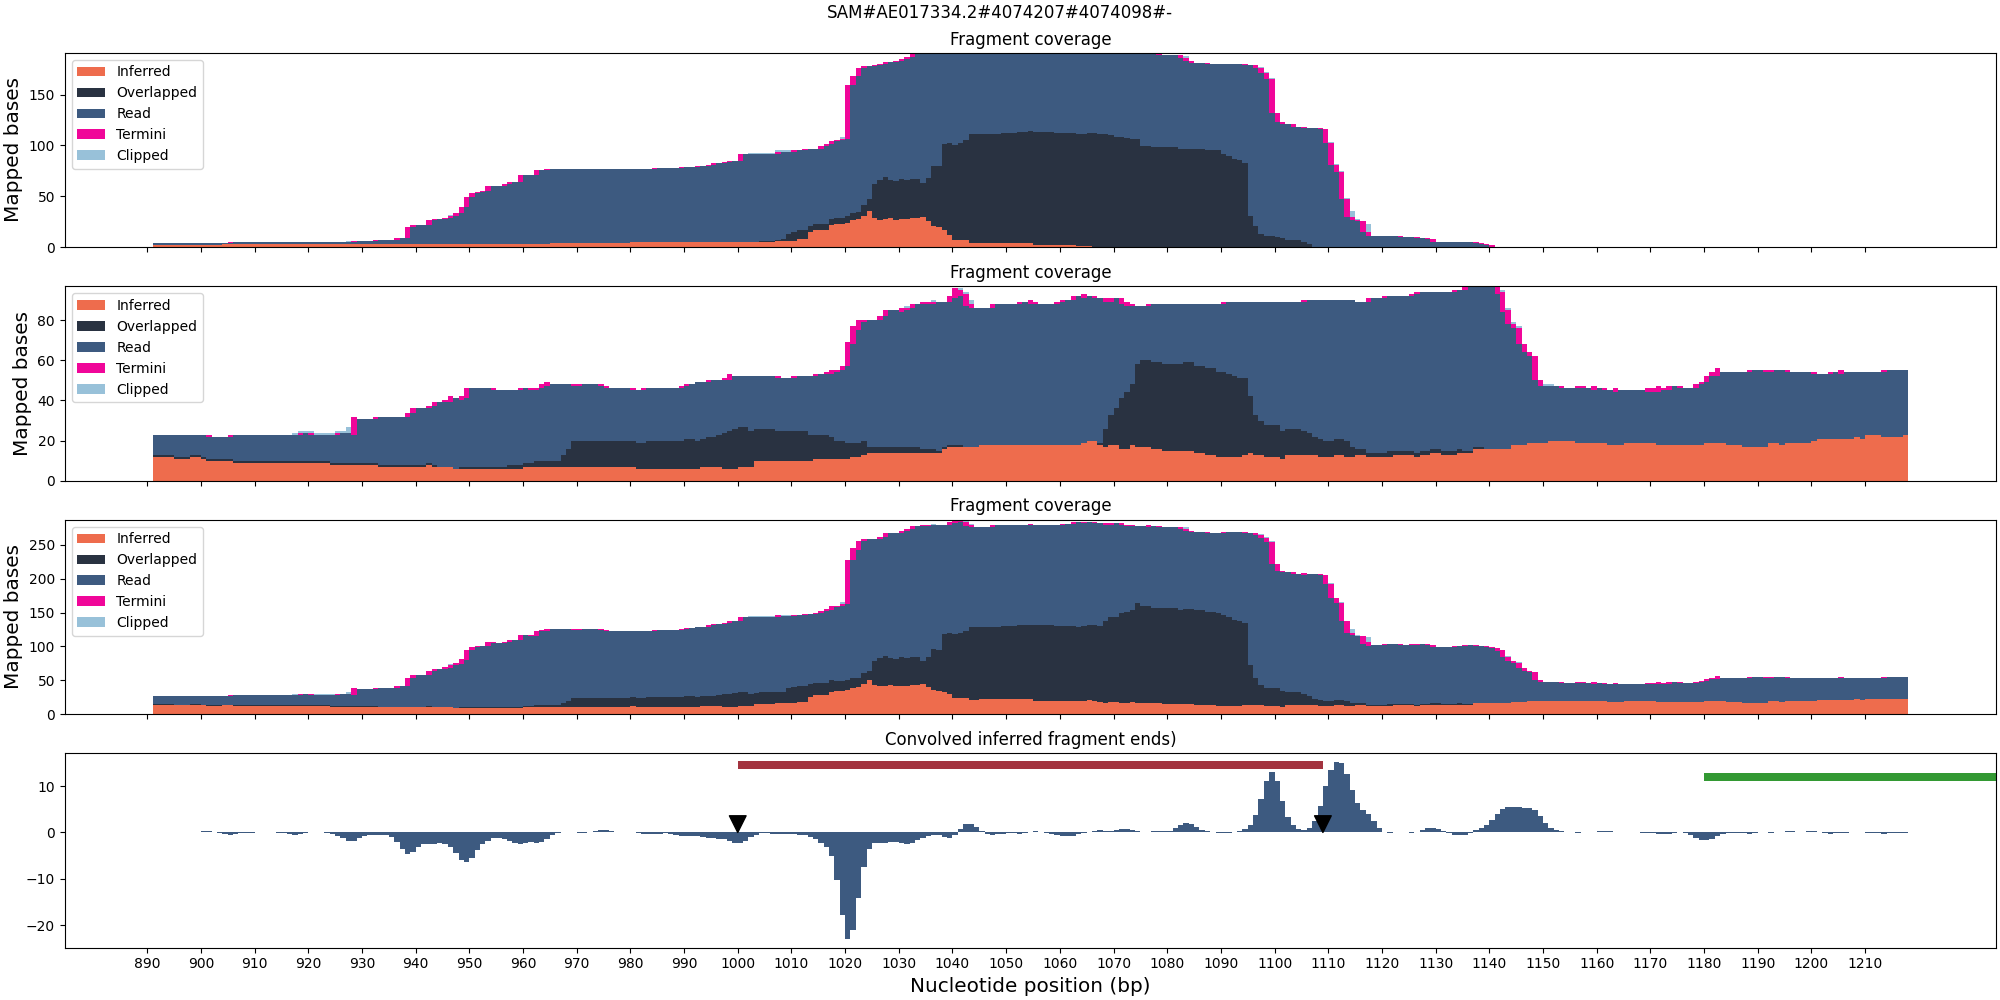 SAM#AE017334.2#4074207#4074098#-
Fragment coverage
Mapped bases
150
100
50
0
Inferred
Overlapped
Read
Termini
Clipped
Fragment coverage
Mapped bases
80
60
40
20
0
Inferred
Overlapped
Read
Termini
Clipped
Fragment coverage
Mapped bases
250
200
150
100
50
0
Inferred
Overlapped
Read
Termini
Clipped
Convolved inferred fragment ends)
10
0
−10
−20
890 900 910 920 930 940 950 960 970 980 990 1000 1010 1020 1030 1040 1050 1060 1070 1080 1090 1100 1110 1120 1130 1140 1150 1160 1170 1180 1190 1200 1210
Nucleotide position (bp)